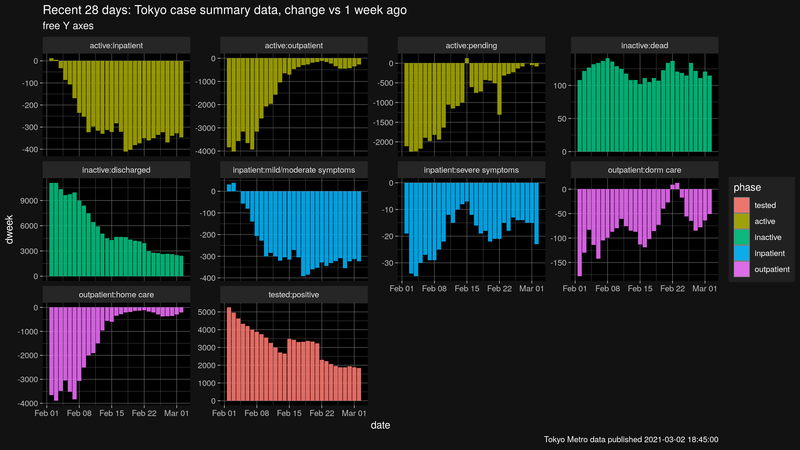 Recent 28 days: Tokyo case summary data, change vs 1 week ago
free Y axes
active:inpatient
active:outpatient
active:pending
inactive:dead
0
-100
-200
-300
-400
0
-1000
-2000
-3000
-4000
0
-500
-1000
-1500
-2000
100
50
0
inactive:discharged
inpatient:mild/moderate symptoms
inpatient:severe symptoms
outpatient:dorm care
9000
6000
3000
0
0
-100
-200
-300
-400
0
-10
-20
-30
0
-50
-100
-150
Feb 01 Feb 08 Feb 15 Feb 22 Mar 01
Feb 01 Feb 08 Feb 15 Feb 22 Mar 01
outpatient:home care
tested:positive
0
-1000
-2000
-3000
-4000
5000
4000
3000
2000
1000
0
Feb 01 Feb 08 Feb 15 Feb 22 Mar 01
Feb 01 Feb 08 Feb 15 Feb 22 Mar 01
dweek
date
phase
tested
active
inactive
inpatient
outpatient
Tokyo Metro data published 2021-03-02 18:45:00